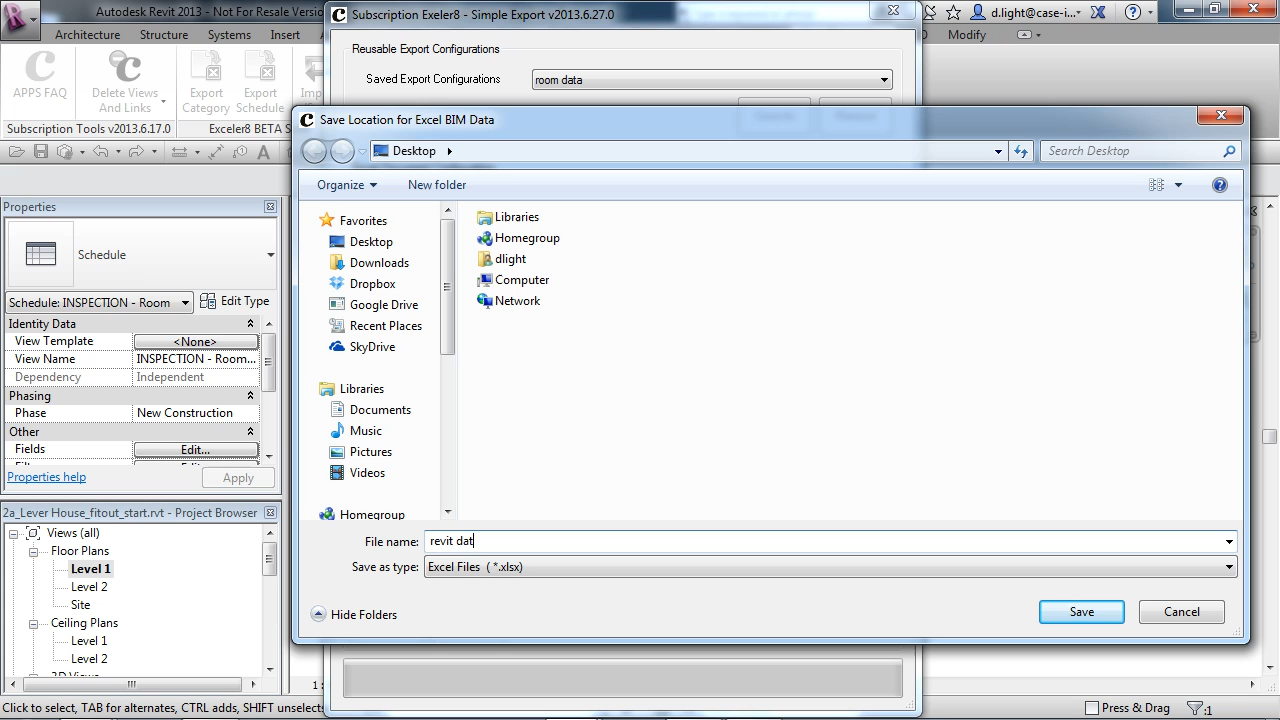 Autodesk Revit 2013 - Not For Resale Versio
Subscription Exeler8 - Simple Export v2013.6.27.0
d.light@case-i...
Architecture
Structure
Systems
Insert
Modify
Reusable Export Configurations
Saved Export Configurations
room data
APPS FAQ
Delete Views
And Links
Export
Category
Export
Schedule
Imp
Subscription Tools v2013.6.17.0
Exceler8 BETA S
Save Location for Excel BIM Data
Desktop
Search Desktop
Organize
New folder
Properties
Schedule
Schedule: INSPECTION - Room
Edit Type
Identity Data
View Template
<None>
View Name
INSPECTION - Room...
Dependency
Independent
Phasing
Phase
New Construction
Other
Fields
Edit...
Properties help
Apply
Favorites
Desktop
Downloads
Dropbox
Google Drive
Recent Places
SkyDrive
Libraries
Documents
Music
Pictures
Videos
Homegroup
Libraries
Homegroup
dlight
Computer
Network
2a_Lever House_fitout_start.rvt - Project Browser
Views (all)
Floor Plans
Level 1
Level 2
Site
Ceiling Plans
Level 1
Level 2
File name:
revit dat
Save as type:
Excel Files ( *.xlsx)
Hide Folders
Save
Cancel
1 :
Click to select, TAB for alternates, CTRL adds, SHIFT unselect
Press & Drag
:1